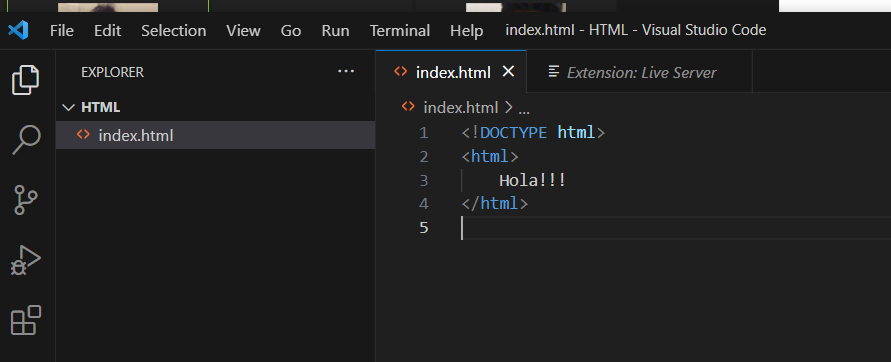 File Edit Selection View Go Run Terminal Help index.html - HTML - Visual Studio Code
EXPLORER ...
HTML
index.html
index.html Extension: Live Server
index.html > ...
1 <!DOCTYPE html>
2 <html>
3 Hola!!!
4 </html>
5